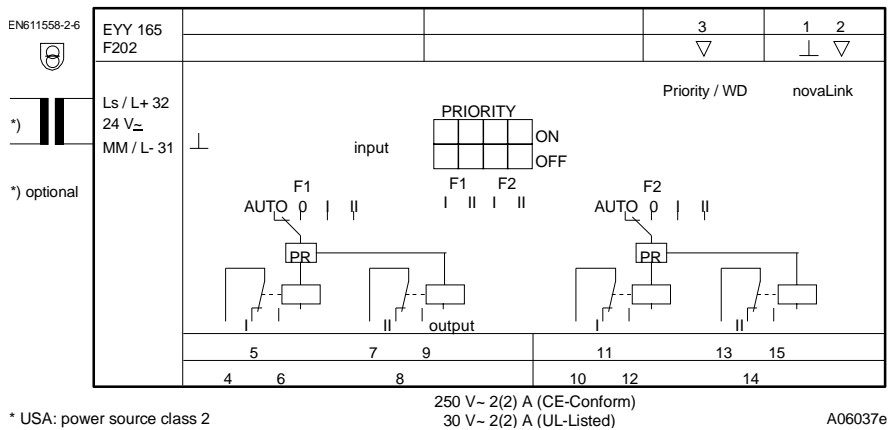 EN611558-2-6
EYY 165
F202
3
1 2
Priority / WD
novaLink
Ls / L+ 32
24 V~
MM / L- 31
*)
*) optional
input
PRIORITY
ON
OFF
F1 F2
I II I II
F1
AUTO 0 I II
F2
AUTO 0 I II
PR
PR
I
II
output
I
II
5 7 9 11 13 15
4 6 8 10 12 14
250 V~ 2(2) A (CE-Conform)
* USA: power source class 2
30 V~ 2(2) A (UL-Listed)
A06037e